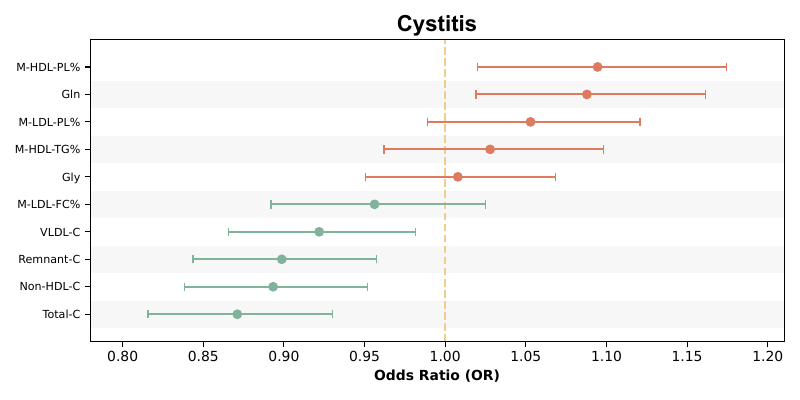 Cystitis
M-HDL-PL%
Gln
M-LDL-PL%
M-HDL-TG%
Gly
M-LDL-FC%
VLDL-C
Remnant-C
Non-HDL-C
Total-C
0.80 0.85 0.90 0.95 1.00 1.05 1.10 1.15 1.20
Odds Ratio (OR)